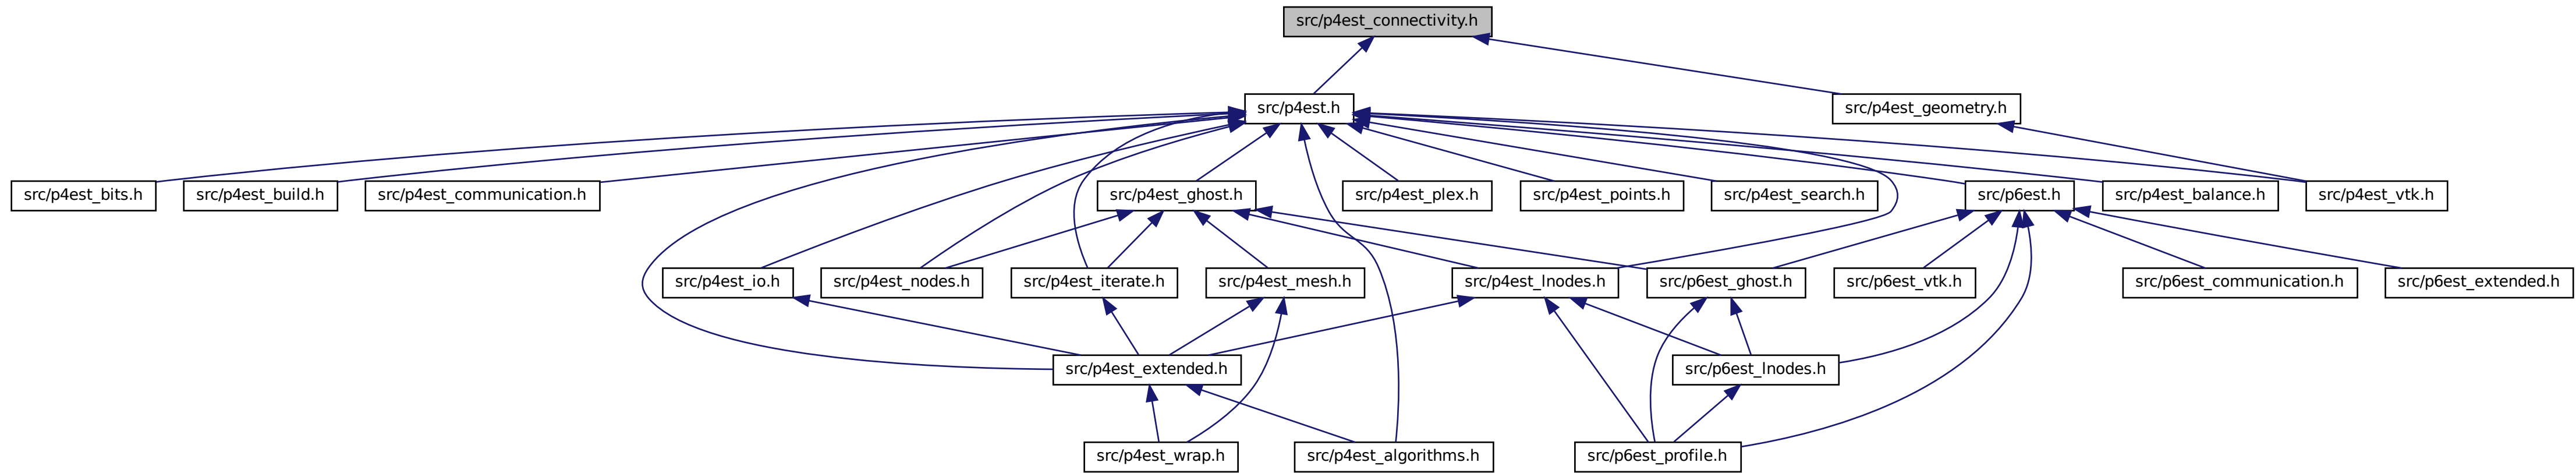 src/p4est_connectivity.h
src/p4est.h
src/p4est_geometry.h
src/p4est_bits.h
src/p4est_build.h
src/p4est_communication.h
src/p4est_ghost.h
src/p4est_plex.h
src/p4est_points.h
src/p4est_search.h
src/p6est.h
src/p4est_balance.h
src/p4est_vtk.h
src/p4est_io.h
src/p4est_nodes.h
src/p4est_iterate.h
src/p4est_mesh.h
src/p4est_lnodes.h
src/p6est_ghost.h
src/p6est_vtk.h
src/p6est_communication.h
src/p6est_extended.h
src/p4est_extended.h
src/p6est_lnodes.h
src/p4est_wrap.h
src/p4est_algorithms.h
src/p6est_profile.h